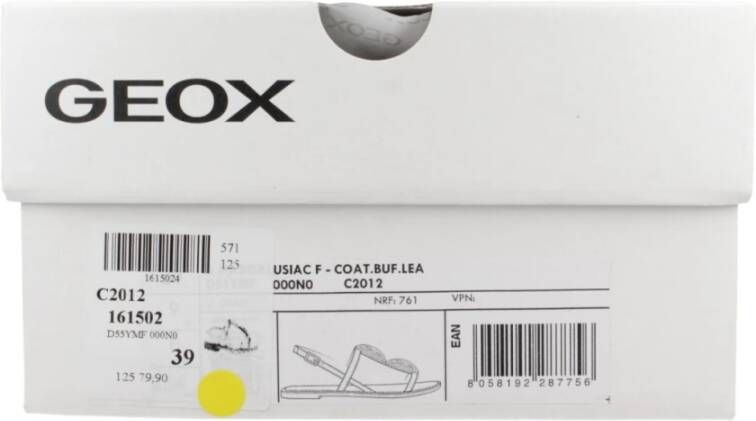 GEOX
571
125
1615024
C2012
161502
D55YMF 000N0
39
125 79,90
USIAC F - COAT.BUF.LEA
000N0 C2012
NRF: 761 VPN:
EAN
8 058192 287756